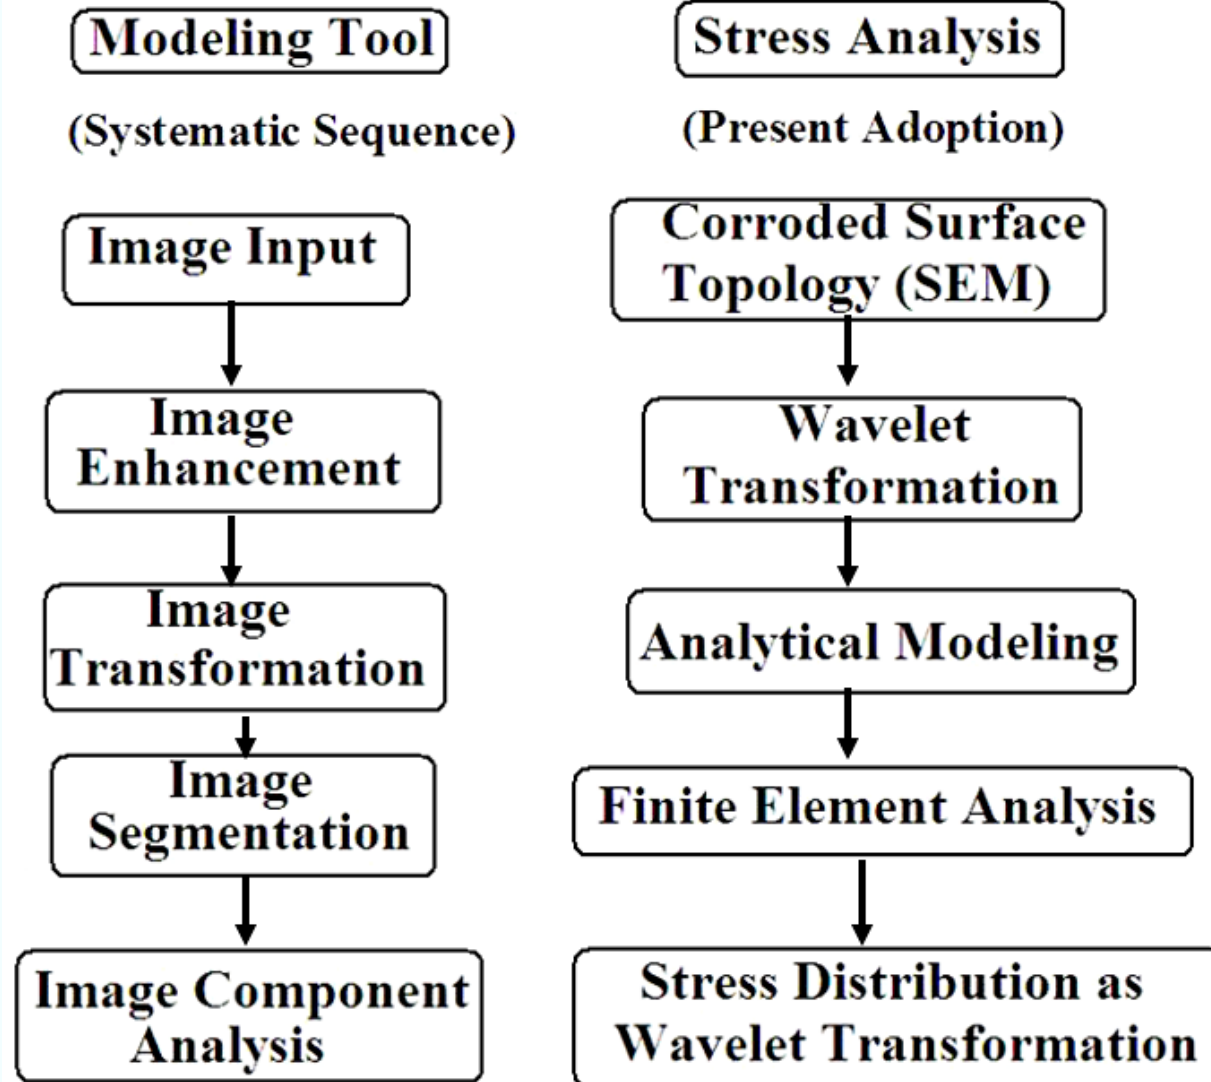 Modeling Tool
(Systematic Sequence)
Image Input
Image
Enhancement
Image
Transformation
Image
Segmentation
Image Component
Analysis
Stress Analysis
(Present Adoption)
Corroded Surface
Topology (SEM)
Wavelet
Transformation
Analytical Modeling
Finite Element Analysis
Stress Distribution as
Wavelet Transformation